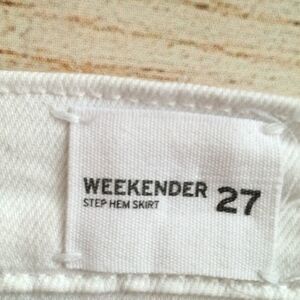 WEEKENDER 27
STEP HEM SKIRT